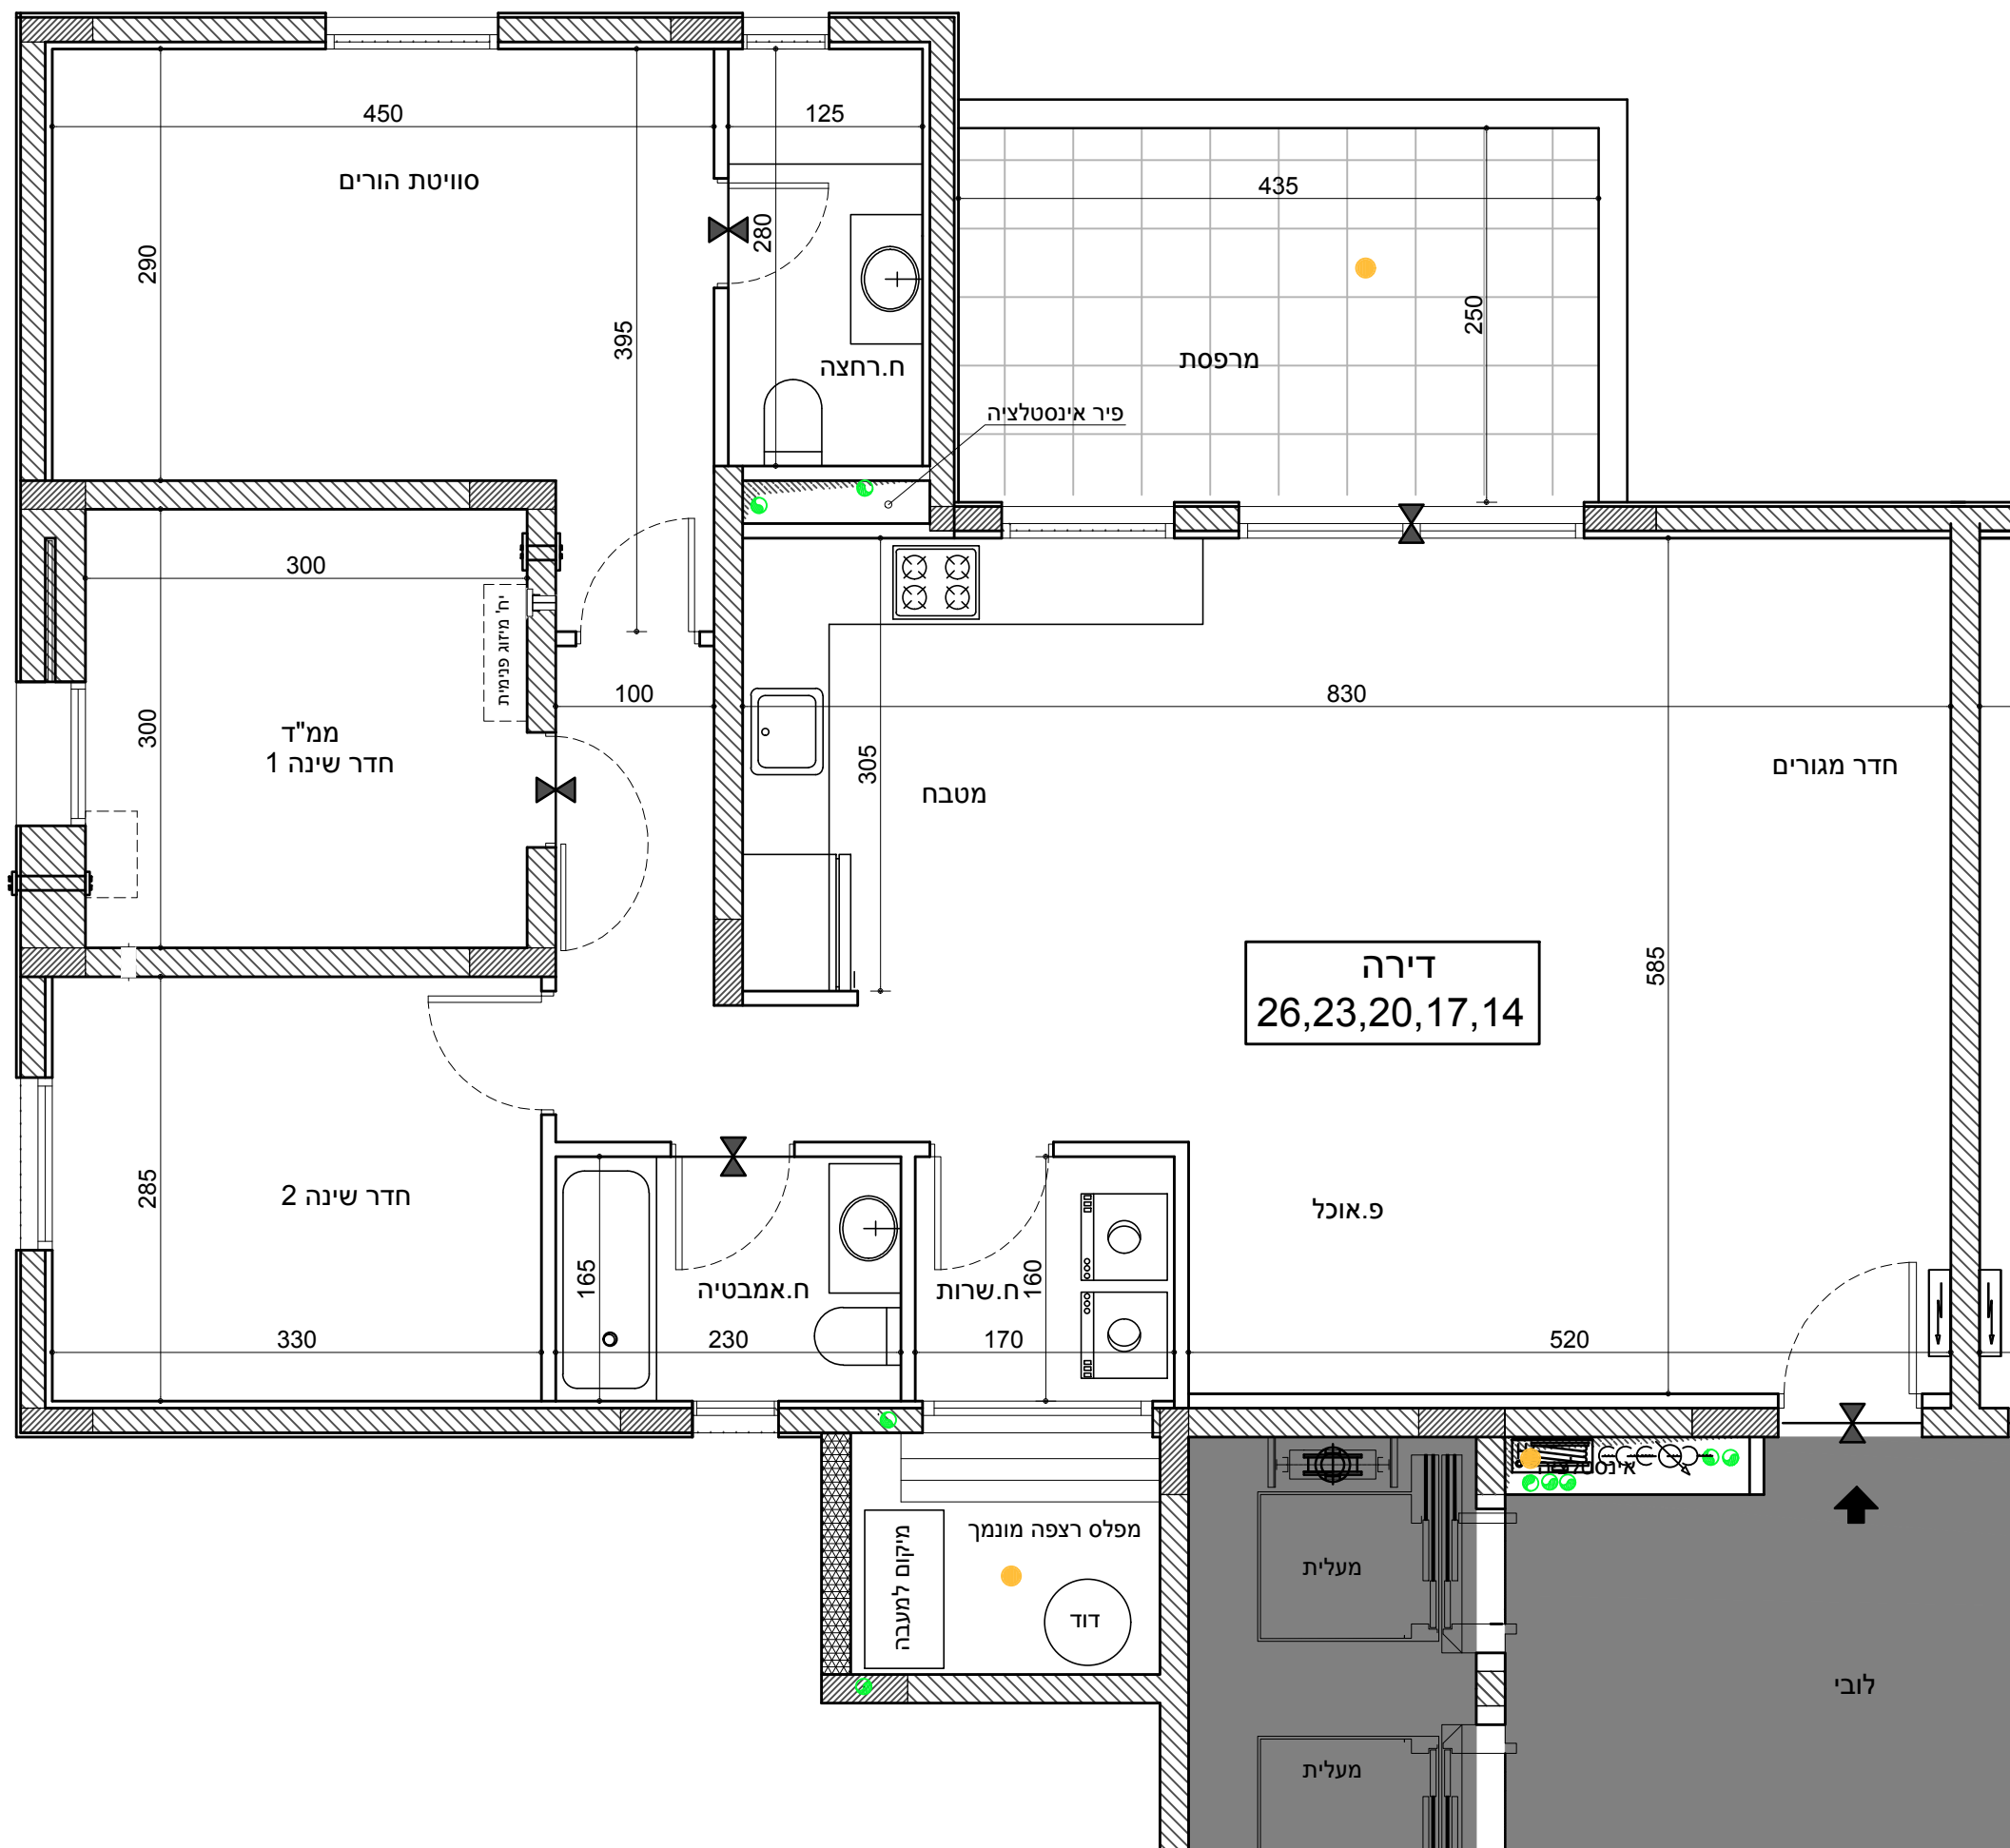 450
125
סוויטת הורים
435
280
290
250
395
מרפסת
ח.רחצה
פיר אינסטלציה
300
יח' מיזוג פנימית
100
830
300
ממ"ד
חדר שינה 1
305
חדר מגורים
מטבח
דירה
26,23,20,17,14
585
285
חדר שינה 2
פ.אוכל
165
ח.אמבטיה
ח.שרות
160
330
230
170
520
אינסטלציה
מפלס רצפה מונמך
מיקום למעבה
דוד
מעלית
לובי
מעלית